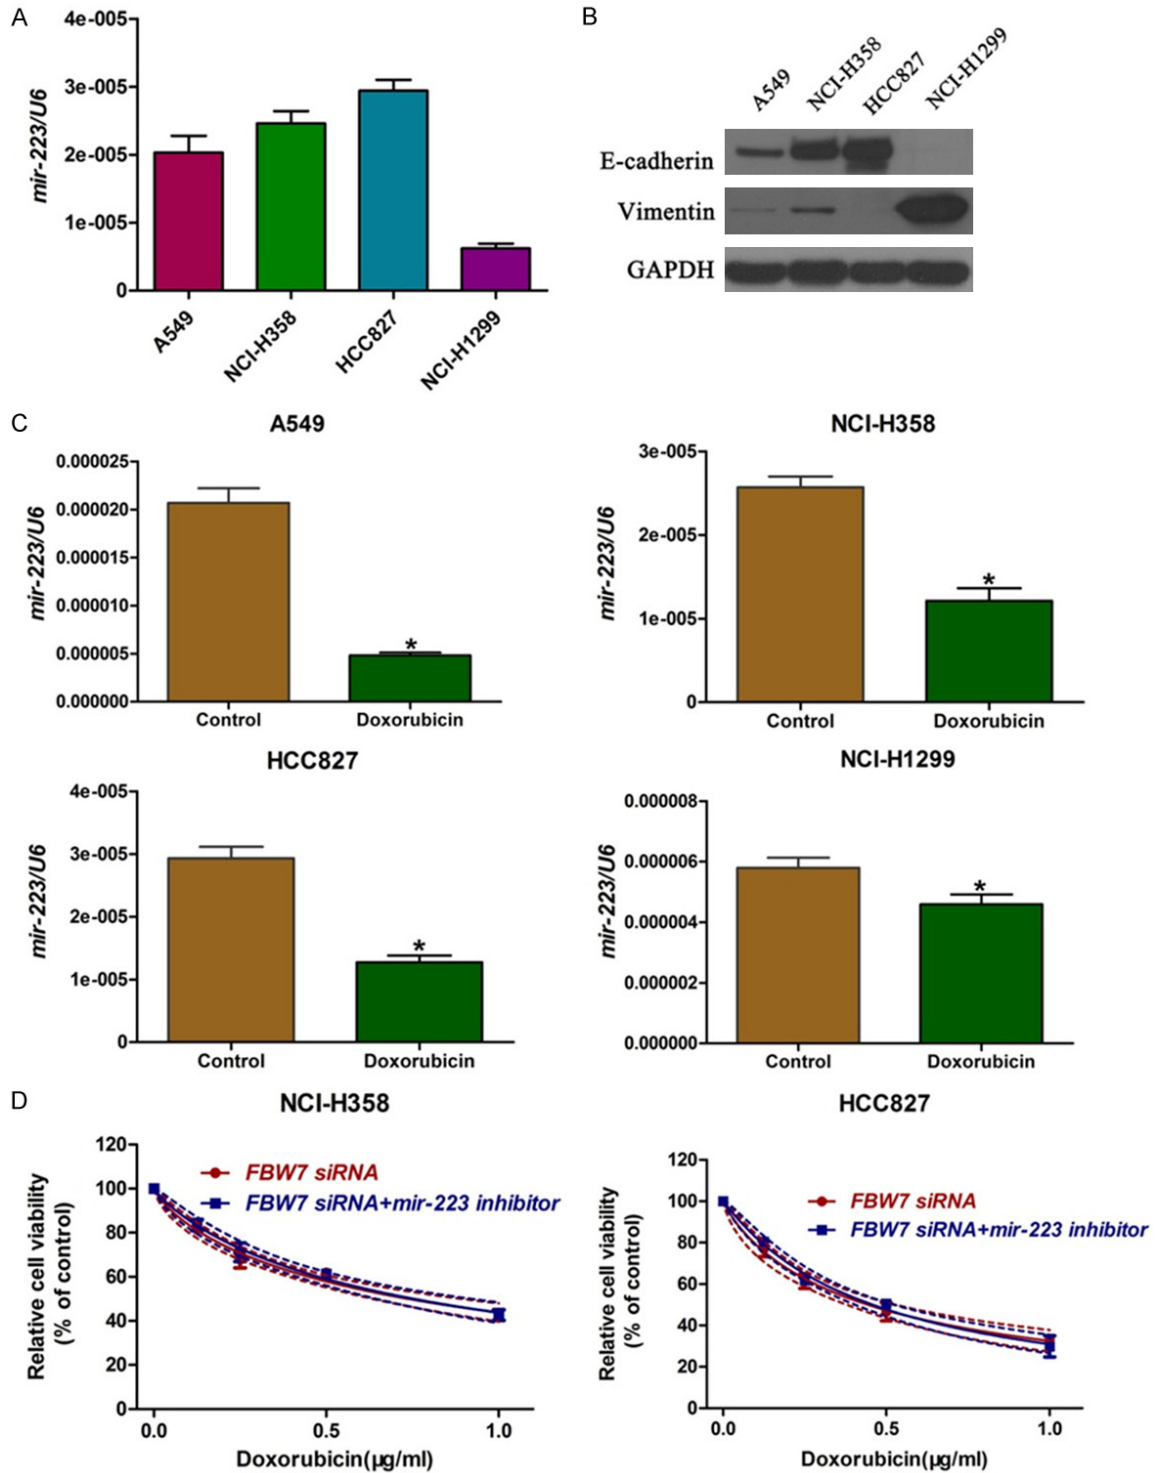 A
4e-005
3e-005
2e-005
1e-005
0
mir-223/U6
A549
NCI-H358
HCC827
NCI-H1299
B
A549
NCI-H358
HCC827
NCI-H1299
E-cadherin
Vimentin
GAPDH
C
A549
0.000025
0.000020
0.000015
0.000010
0.000005
0.000000
mir-223/U6
*
Control
Doxorubicin
NCI-H358
3e-005
2e-005
1e-005
0
mir-223/U6
*
Control
Doxorubicin
HCC827
4e-005
3e-005
2e-005
1e-005
0
mir-223/U6
*
Control
Doxorubicin
NCI-H1299
0.000008
0.000006
0.000004
0.000002
0.000000
mir-223/U6
*
Control
Doxorubicin
D
NCI-H358
120
100
80
60
40
20
0
Relative cell viability
(% of control)
FBW7 siRNA
FBW7 siRNA+mir-223 inhibitor
0.0
0.5
1.0
Doxorubicin(μg/ml)
HCC827
120
100
80
60
40
20
0
Relative cell viability
(% of control)
FBW7 siRNA
FBW7 siRNA+mir-223 inhibitor
0.0
0.5
1.0
Doxorubicin(μg/ml)